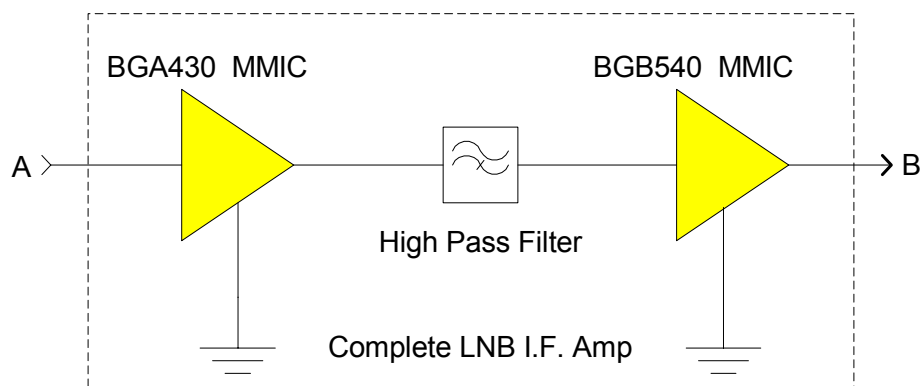 BGA430 MMIC
BGB540 MMIC
A
B
High Pass Filter
Complete LNB I.F. Amp